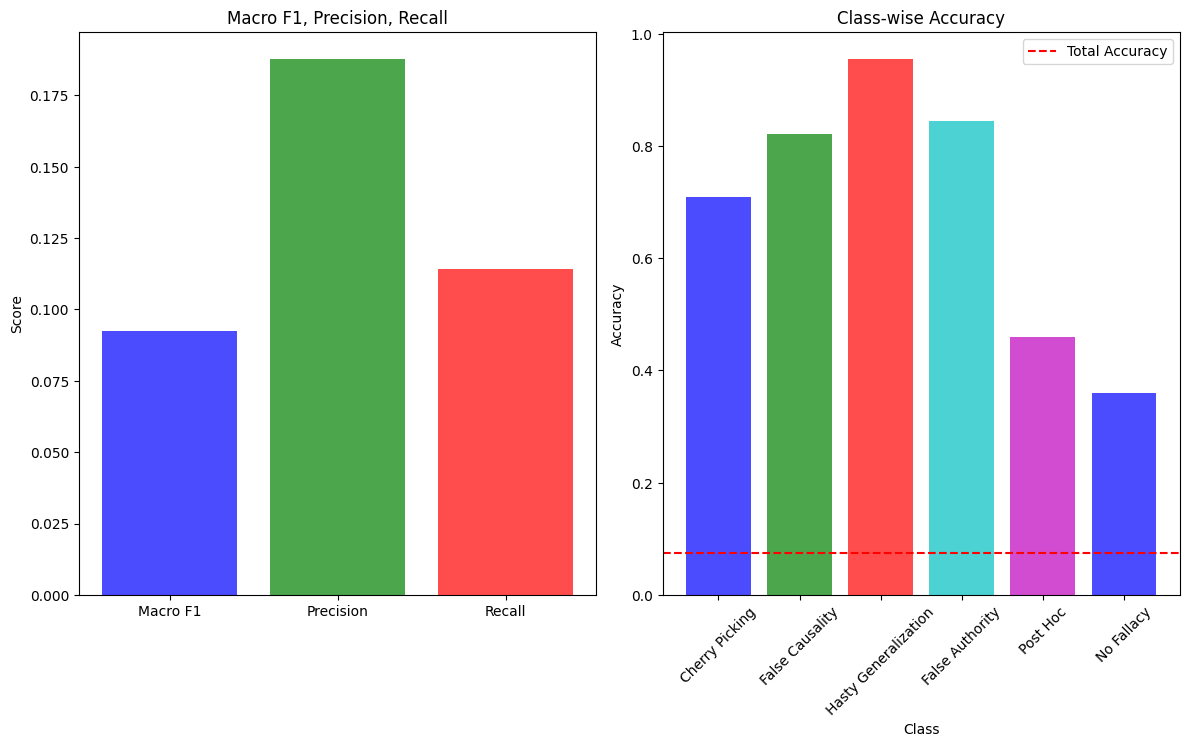 Macro F1, Precision, Recall
Score
0.175
0.150
0.125
0.100
0.075
0.050
0.025
0.000
Macro F1 Precision Recall
Class-wise Accuracy
Total Accuracy
Accuracy
1.0
0.8
0.6
0.4
0.2
0.0
Cherry Picking
False Causality
Hasty Generalization
False Authority
Post Hoc
No Fallacy
Class